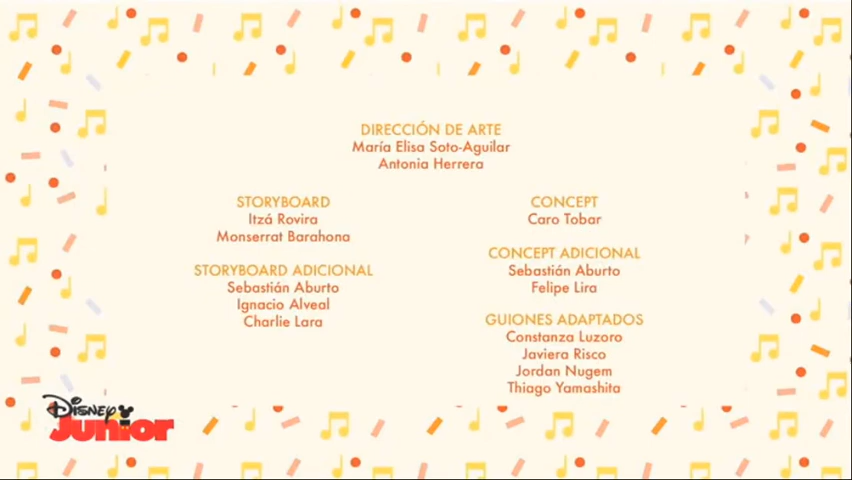 DIRECCIÓN DE ARTE
María Elisa Soto-Aguilar
Antonia Herrera
STORYBOARD
Itzá Rovira
Monserrat Barahona
STORYBOARD ADICIONAL
Sebastián Aburto
Ignacio Alveal
Charlie Lara
CONCEPT
Caro Tobar
CONCEPT ADICIONAL
Sebastián Aburto
Felipe Lira
GUIONES ADAPTADOS
Constanza Luzoro
Javiera Risco
Jordan Nugem
Thiago Yamashita
Disney
Junior